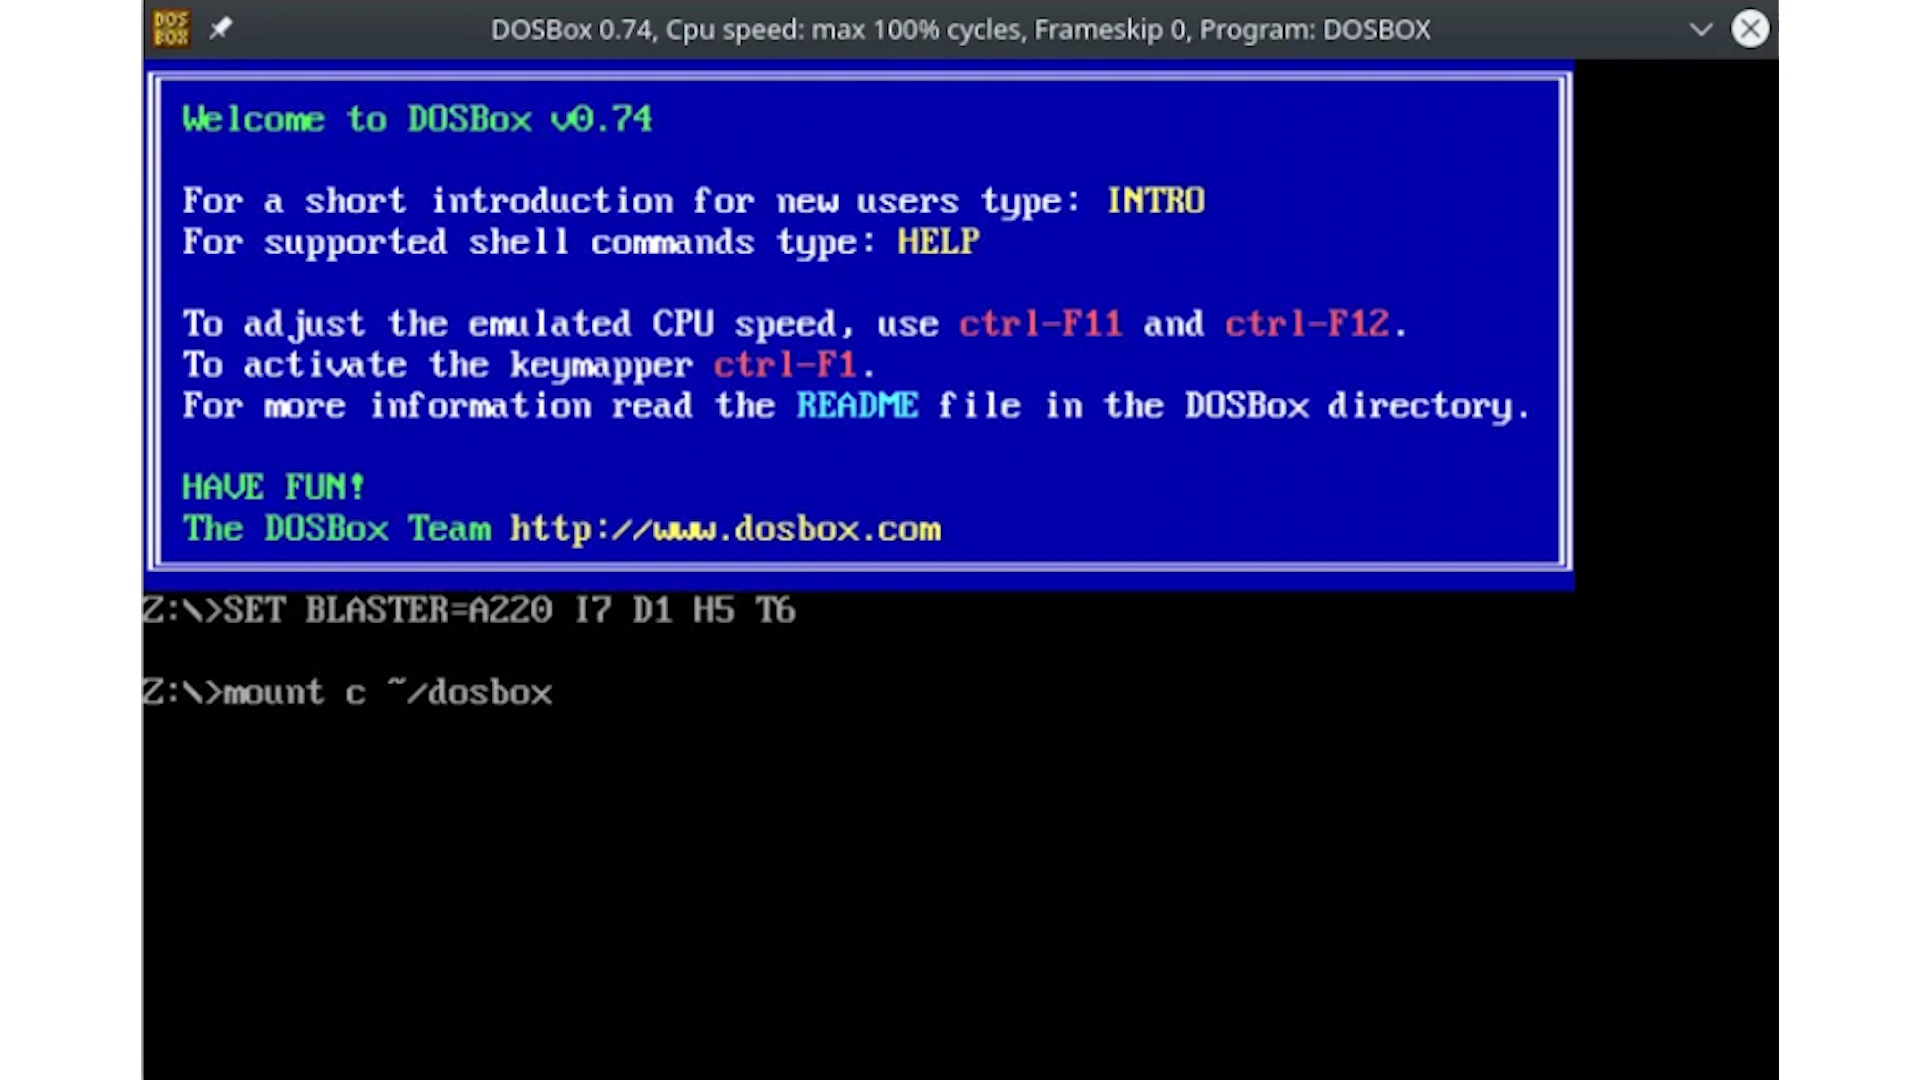 DOS
BOX
DOSBox 0.74, Cpu speed: max 100% cycles, Frameskip 0, Program: DOSBOX
Welcome to DOSBox v0.74
For a short introduction for new users type: INTRO
For supported shell commands type: HELP
To adjust the emulated CPU speed, use ctrl-F11 and ctrl-F12.
To activate the keymapper ctrl-F1.
For more information read the README file in the DOSBox directory.
HAVE FUN!
The DOSBox Team http://www.dosbox.com
Z:\>SET BLASTER=A220 I7 D1 H5 T6
Z:\>mount c ~/dosbox